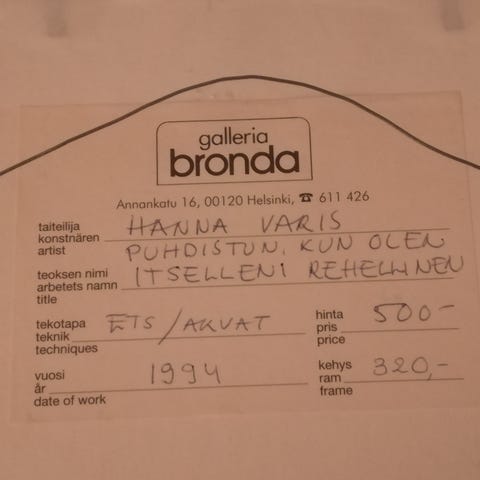 galleria
bronda
Annankatu 16, 00120 Helsinki, ☎ 611 426
taiteilija
konstnären
artist
HANNA VARIS
PUHDISTUN, KUN OLEN
teoksen nimi
arbetets namn
title
ITSELLENI REHELLINEN
tekotapa
teknik
techniques
ETS/AKVAT
hinta
pris
price
500-
vuosi
år
date of work
1994
kehys
ram
frame
320,-